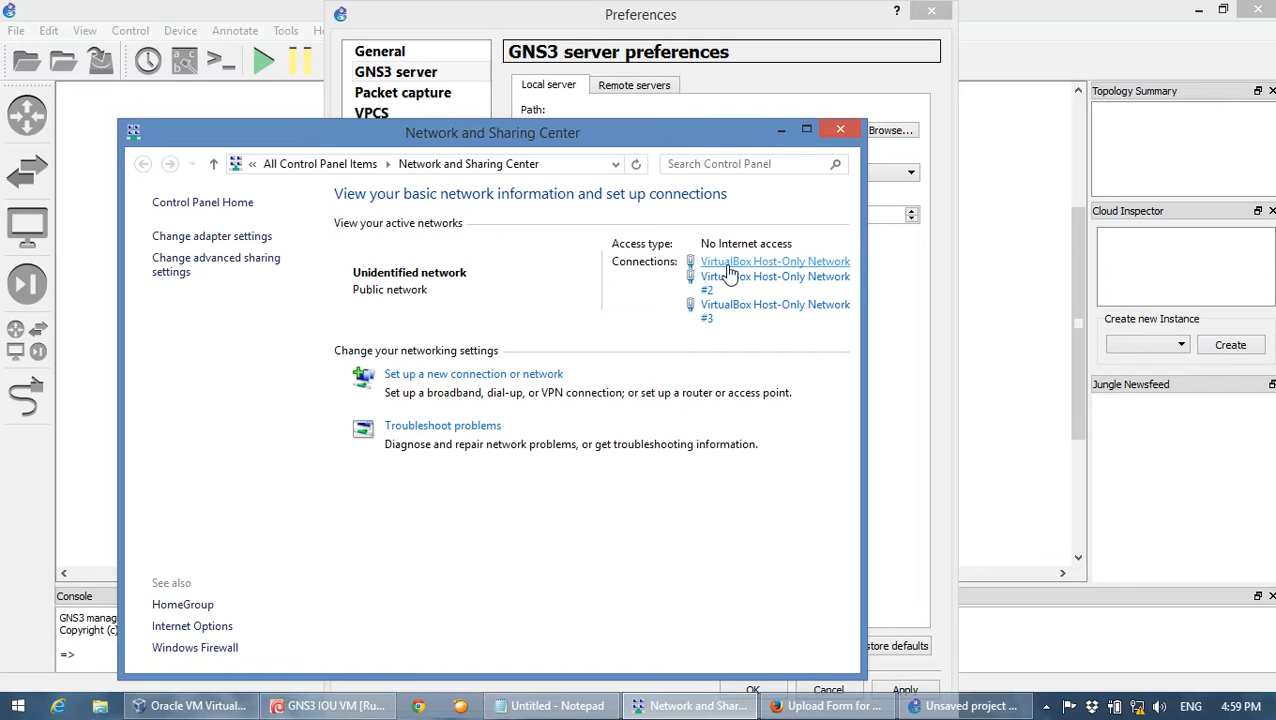 Preferences
?
File Edit View Control Device Annotate Tools
General
GNS3 server
Packet capture
VPCS
GNS3 server preferences
Local server
Remote servers
Path:
Browse...
Topology Summary
Cloud Inspector
Create new Instance
Create
Jungle Newsfeed
Network and Sharing Center
« All Control Panel Items Network and Sharing Center
Search Control Panel
Control Panel Home
Change adapter settings
Change advanced sharing
settings
View your basic network information and set up connections
View your active networks
Unidentified network
Public network
Access type: No Internet access
Connections: VirtualBox Host-Only Network
VirtualBox Host-Only Network
#2
VirtualBox Host-Only Network
#3
Change your networking settings
Set up a new connection or network
Set up a broadband, dial-up, or VPN connection; or set up a router or access point.
Troubleshoot problems
Diagnose and repair network problems, or get troubleshooting information.
See also
HomeGroup
Internet Options
Windows Firewall
Console
GNS3 manag
Copyright (c)
=>
OK
Cancel
Apply
Oracle VM Virtual...
GNS3 IOU VM [Ru...
Untitled - Notepad
Network and Shar...
Upload Form for ...
Unsaved project ...
ENG
4:59 PM